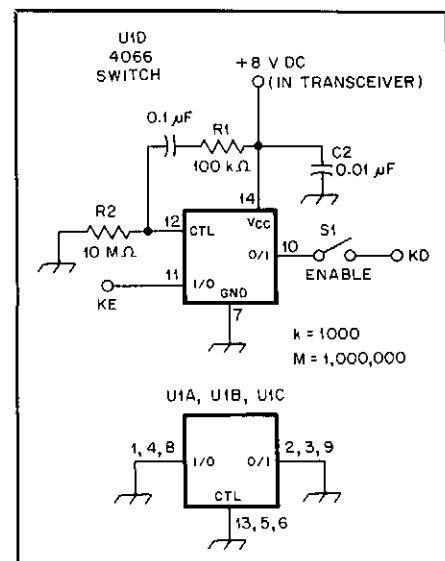 U1D
4066
SWITCH
+8 V DC
(IN TRANSCEIVER)
0.1 µF
R1
100 kΩ
C2
0.01 µF
R2
10 MΩ
14
12
CTL
VCC
O/I
10
S1
ENABLE
KD
11
I/O
KE
GND
7
k = 1000
M = 1,000,000
U1A, U1B, U1C
1, 4, 8
I/O
O/I
2, 3, 9
CTL
13, 5, 6